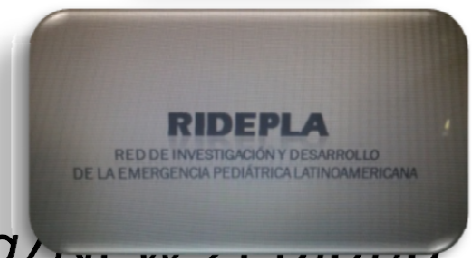 RIDEPLA
RED DE INVESTIGACIÓN Y DESARROLLO
DE LA EMERGENCIA PEDIÁTRICA LATINOAMERICANA